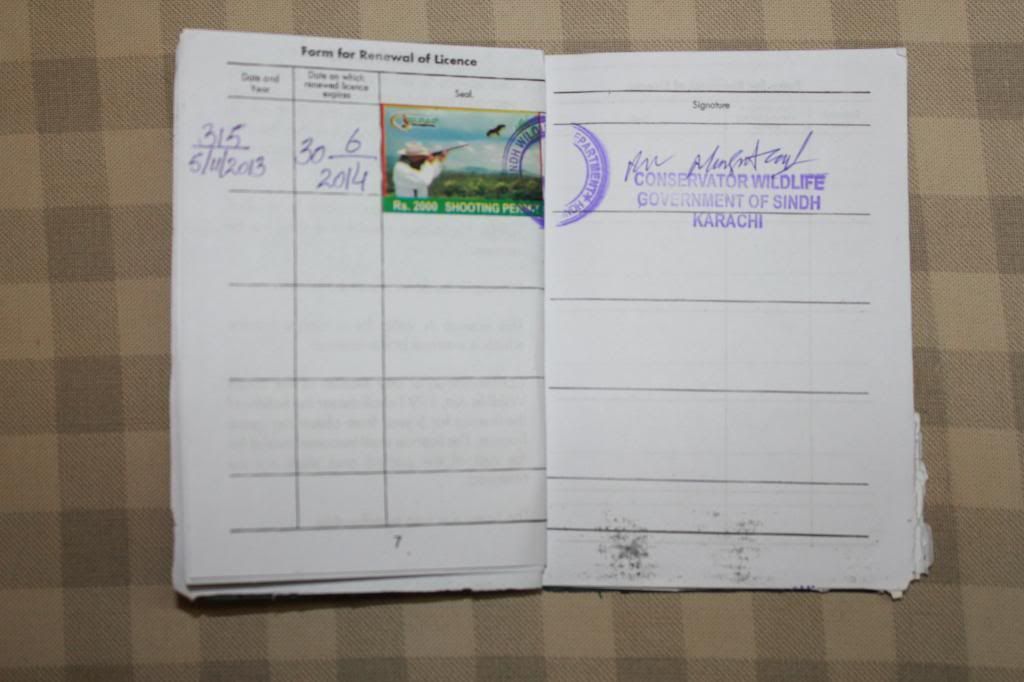 Form for Renewal of Licence
Date and
Year
Date on which
renewed licence
expires
Seal.
Signature
315
5/11/2013
30 6
2014
Rs. 2000 SHOOTING
CONSERVATOR WILDLIFE
GOVERNMENT OF SINDH
KARACHI
7